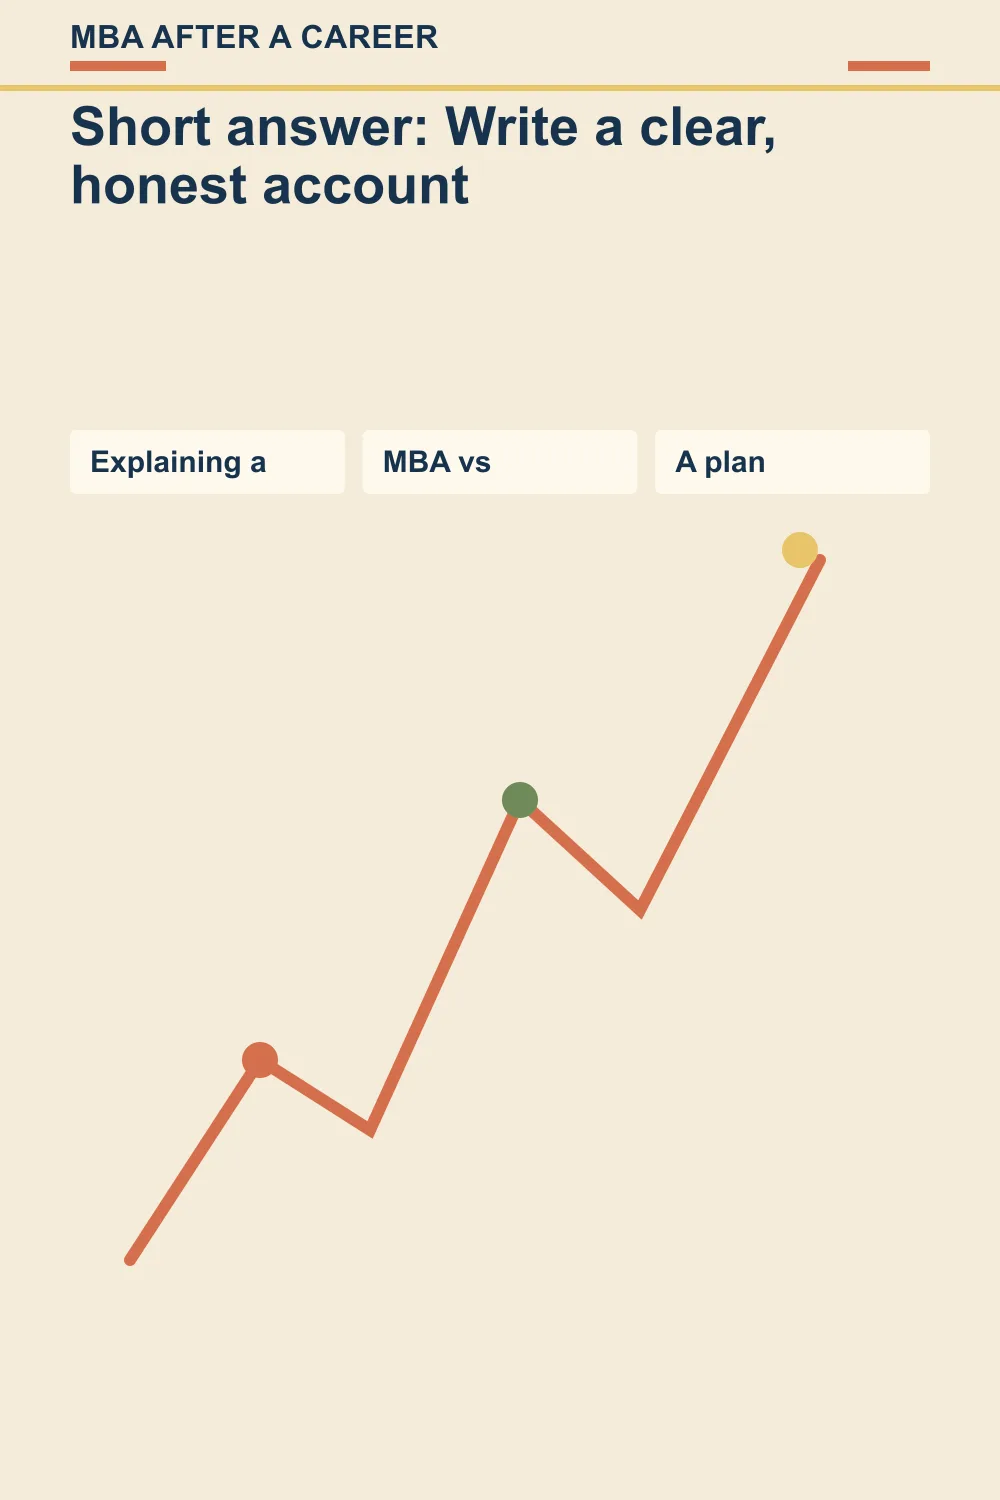 MBA AFTER A CAREER
Short answer: Write a clear,
honest account
Explaining a
MBA vs
A plan